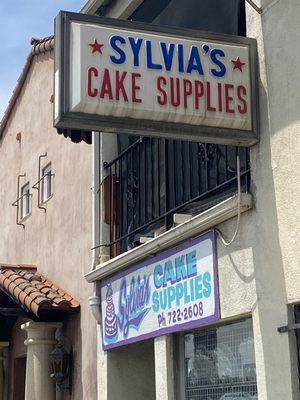 SYLVIA'S
CAKE SUPPLIES
Sylvia's CAKE
SUPPLIES
Ph 722-2608